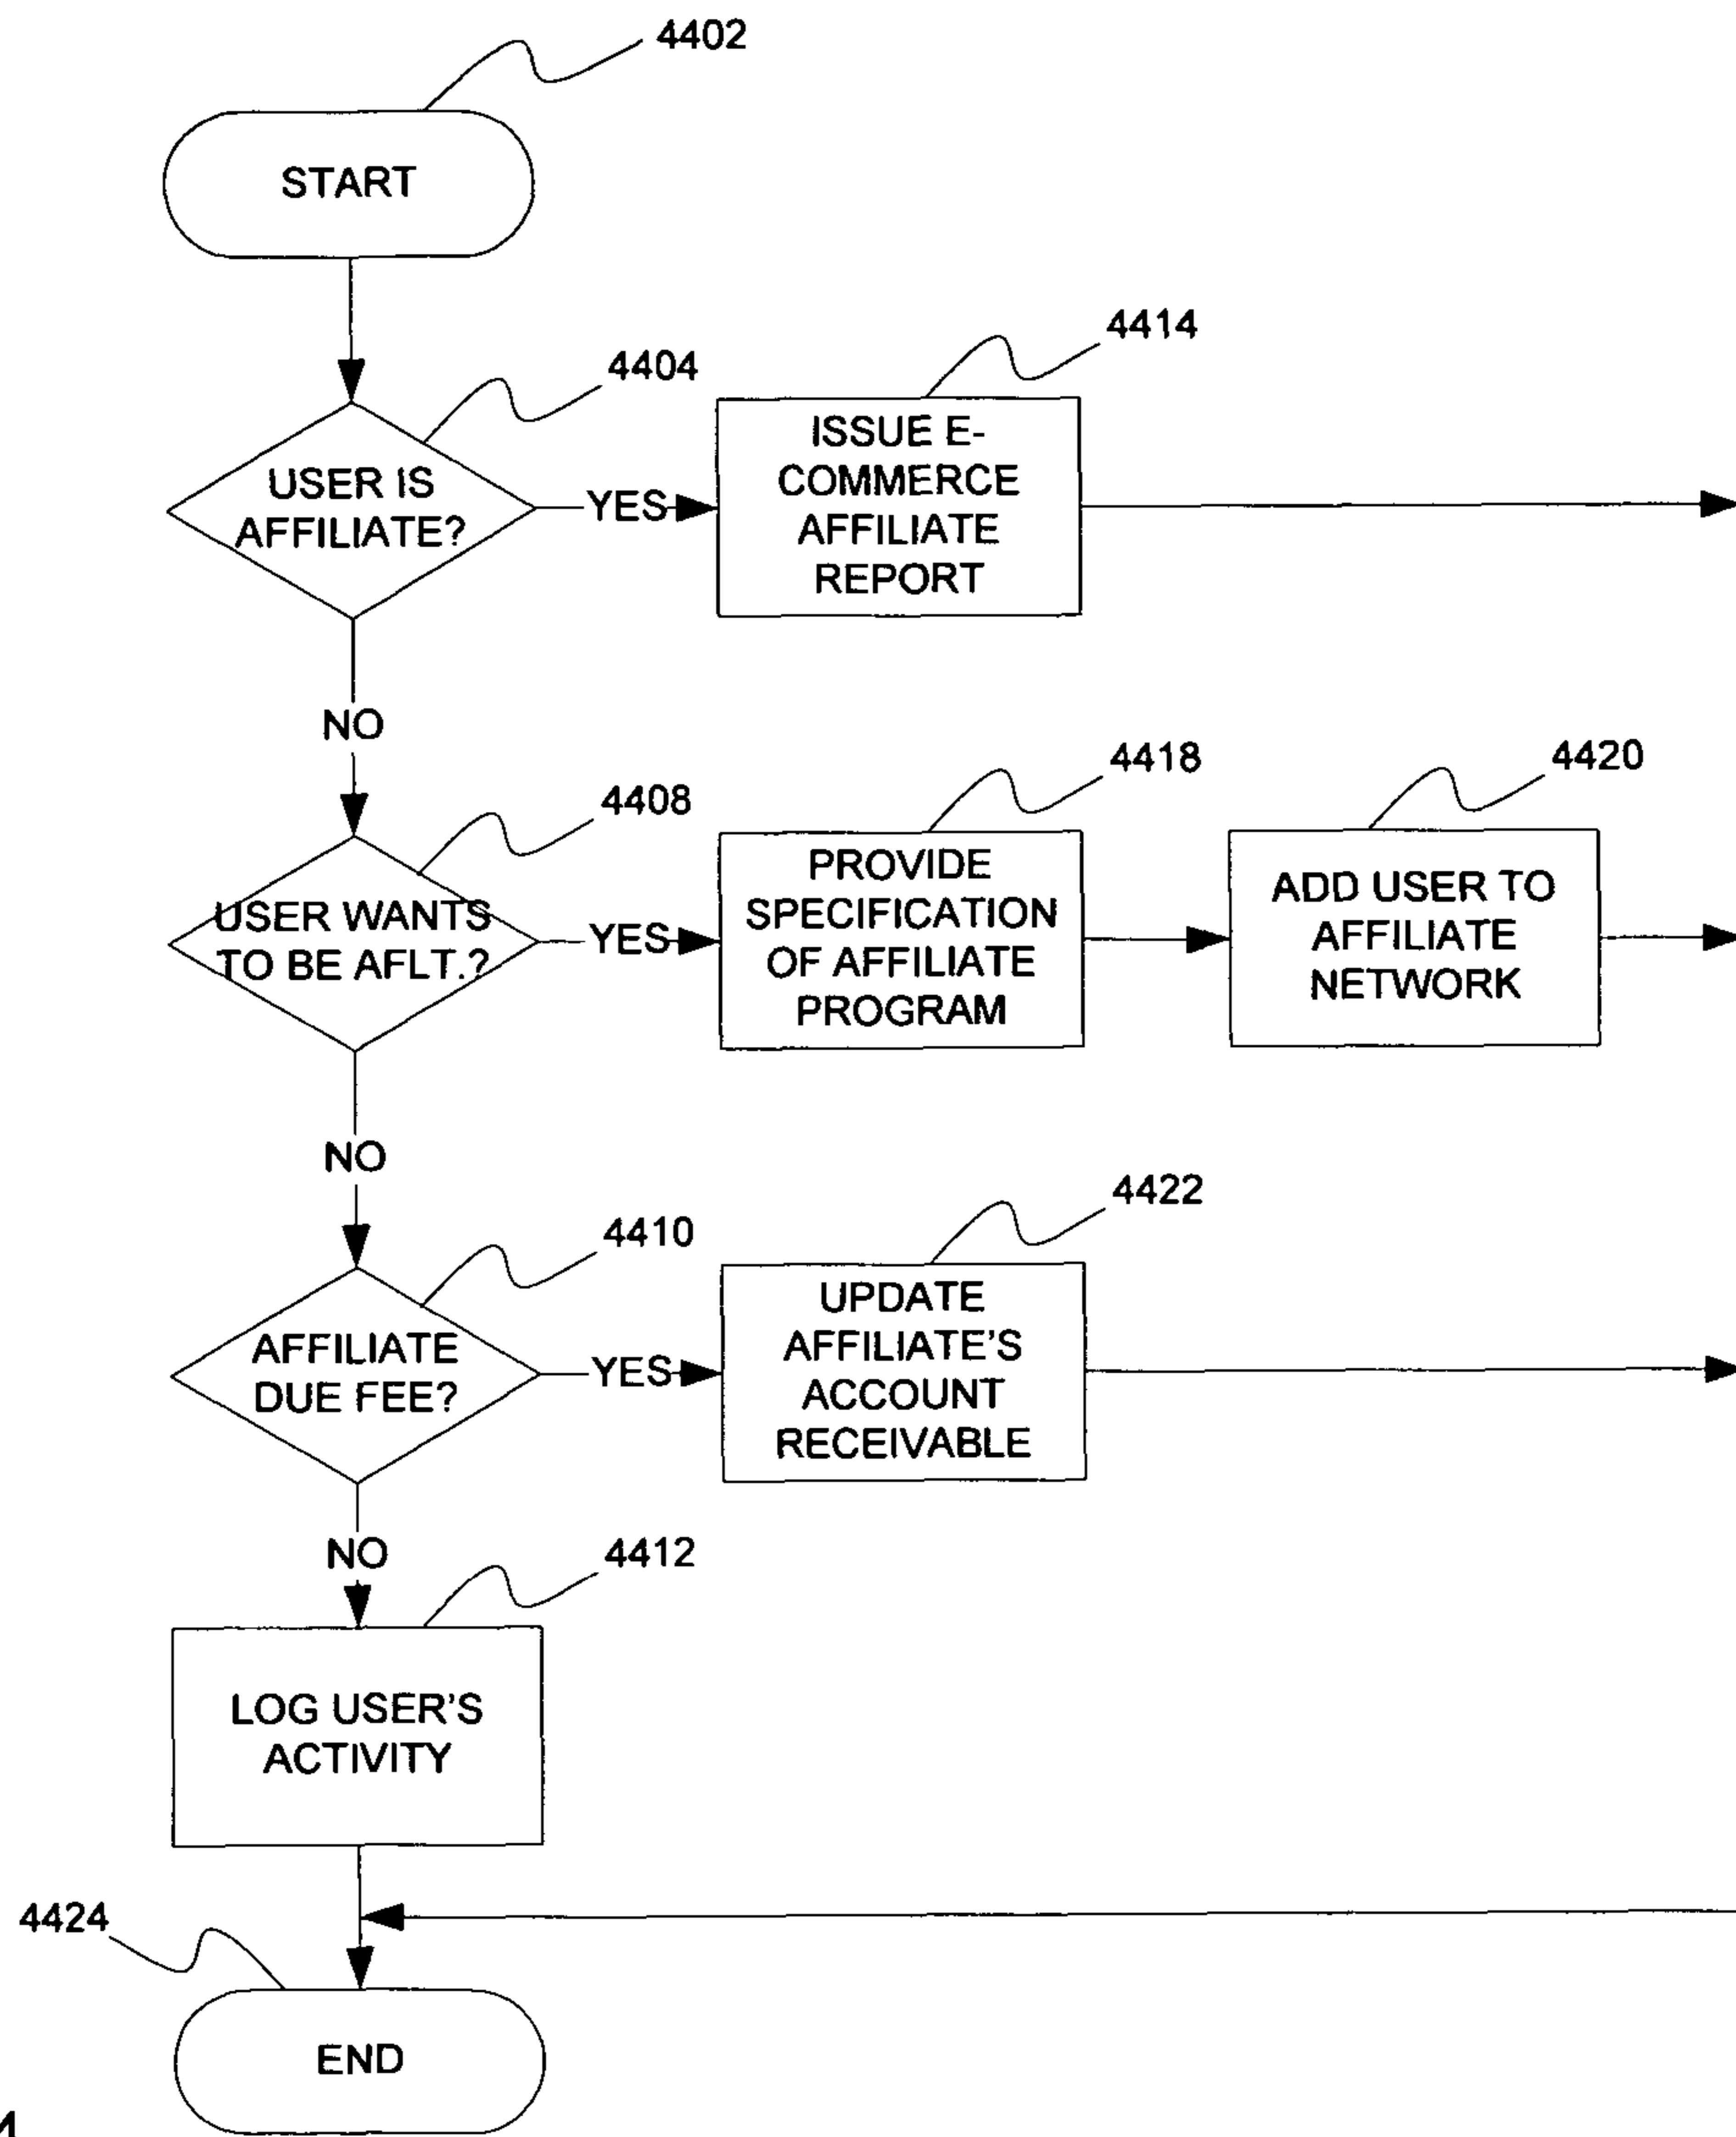 4402
START
4414
4404
ISSUE E-
COMMERCE
AFFILIATE
REPORT
USER IS
AFFILIATE?
YES
NO
4418
4420
4408
PROVIDE
SPECIFICATION
OF AFFILIATE
PROGRAM
ADD USER TO
AFFILIATE
NETWORK
USER WANTS
TO BE AFLT.?
YES
NO
4422
4410
UPDATE
AFFILIATE'S
ACCOUNT
RECEIVABLE
AFFILIATE
DUE FEE?
YES
NO
4412
LOG USER'S
ACTIVITY
4424
END